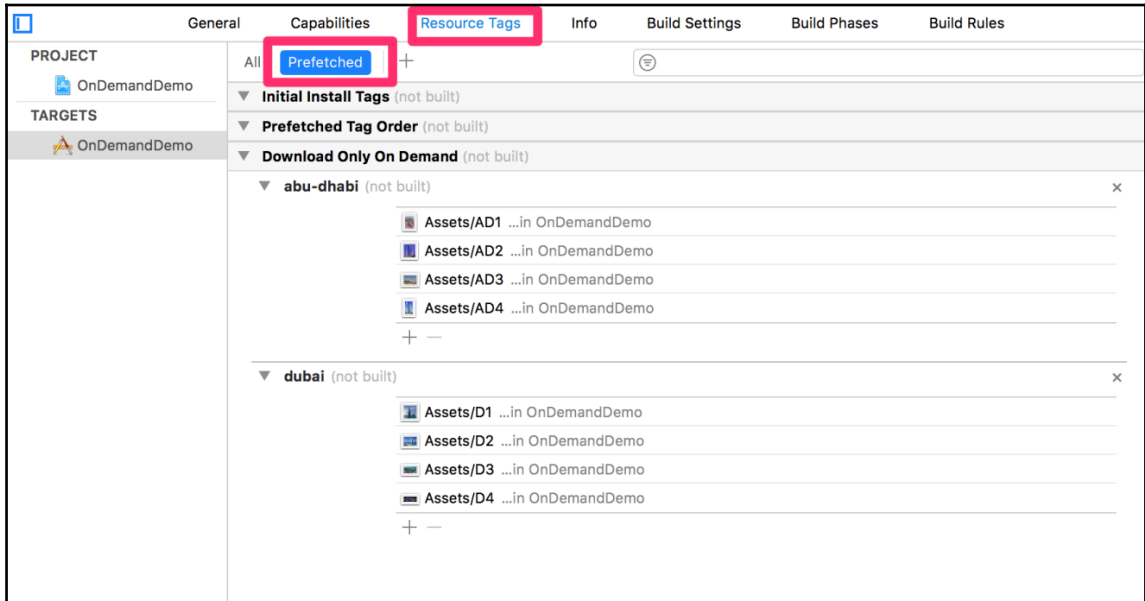 General Capabilities Resource Tags Info Build Settings Build Phases Build Rules
PROJECT
OnDemandDemo
TARGETS
OnDemandDemo
All Prefetched +
Initial Install Tags (not built)
Prefetched Tag Order (not built)
Download Only On Demand (not built)
abu-dhabi (not built)
Assets/AD1 ...in OnDemandDemo
Assets/AD2 ...in OnDemandDemo
Assets/AD3 ...in OnDemandDemo
Assets/AD4 ...in OnDemandDemo
+ —
dubai (not built)
Assets/D1 ...in OnDemandDemo
Assets/D2 ...in OnDemandDemo
Assets/D3 ...in OnDemandDemo
Assets/D4 ...in OnDemandDemo
+ —